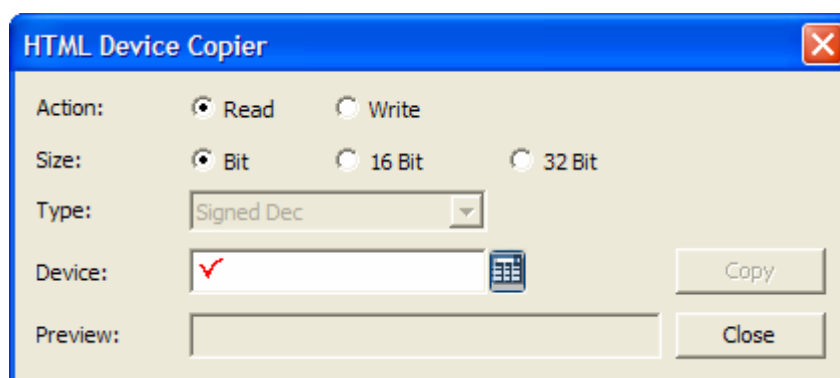 HTML Device Copier
Action: Read Write
Size: Bit 16 Bit 32 Bit
Type: Signed Dec
Device: Copy
Preview: Close